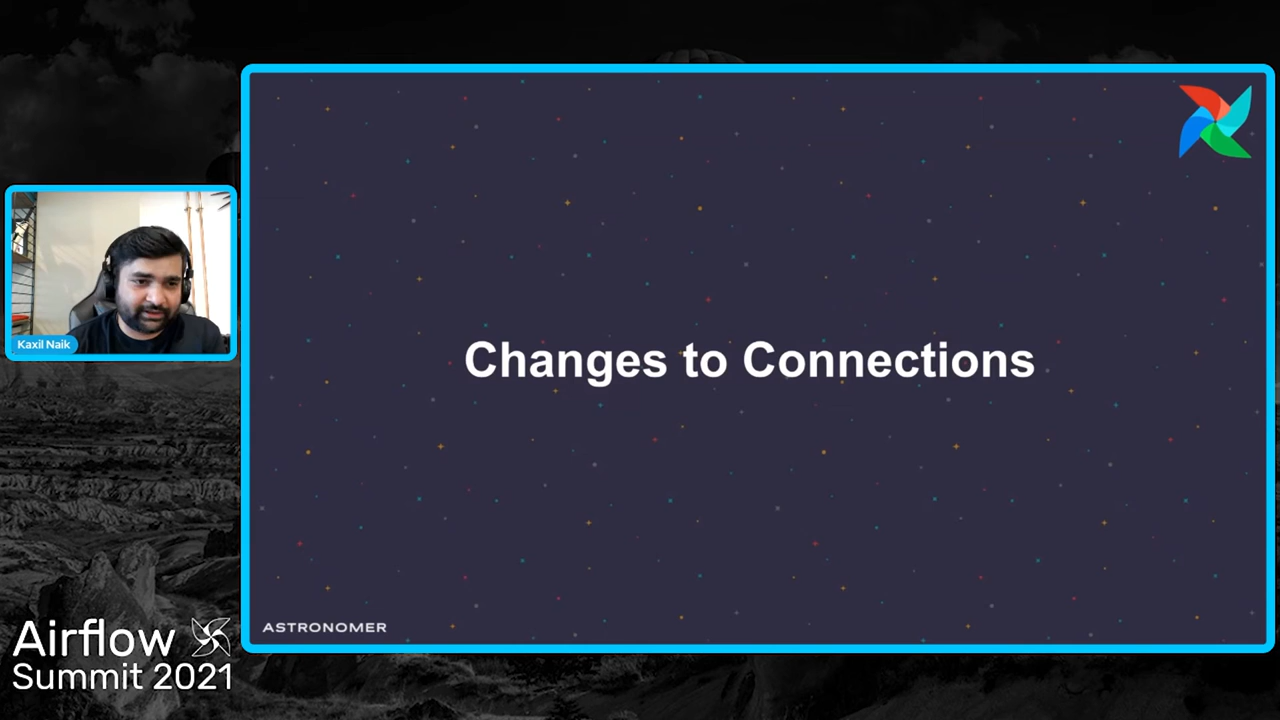 Kaxil Naik
Changes to Connections
ASTRONOMER
Airflow
Summit 2021